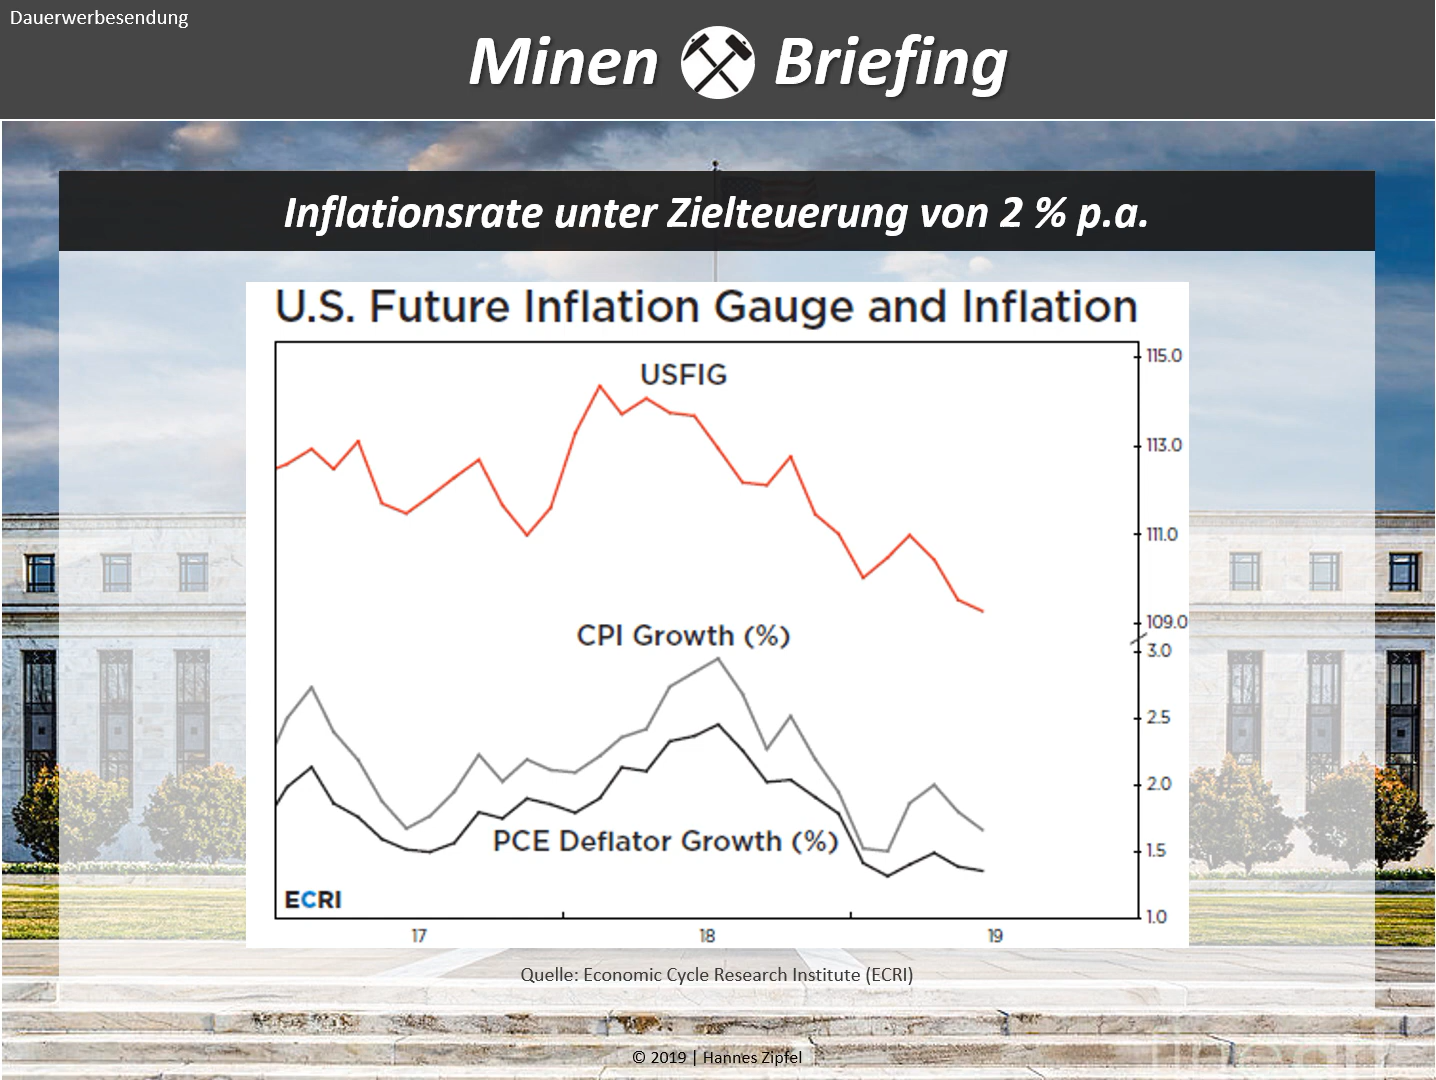 Dauerwerbesendung
Minen Briefing
Inflationsrate unter Zielteuerung von 2 % p.a.
U.S. Future Inflation Gauge and Inflation
USFIG
115.0
113.0
111.0
109.0
CPI Growth (%)
3.0
2.5
2.0
PCE Deflator Growth (%)
1.5
ECRI
1.0
17 18 19
Quelle: Economic Cycle Research Institute (ECRI)
© 2019 | Hannes Zipfel